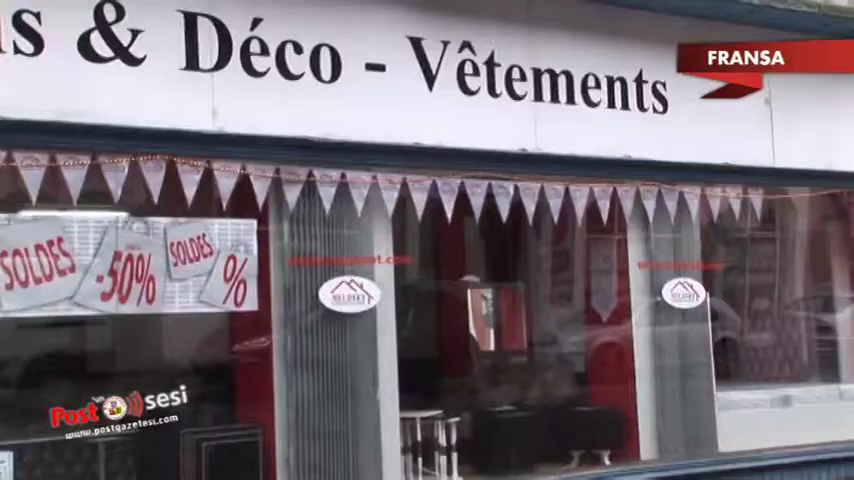 s & Déco - Vêtements
FRANSA
SOLDES
-50%
SOLDES
%
Post sesi
www.postgazetesi.com